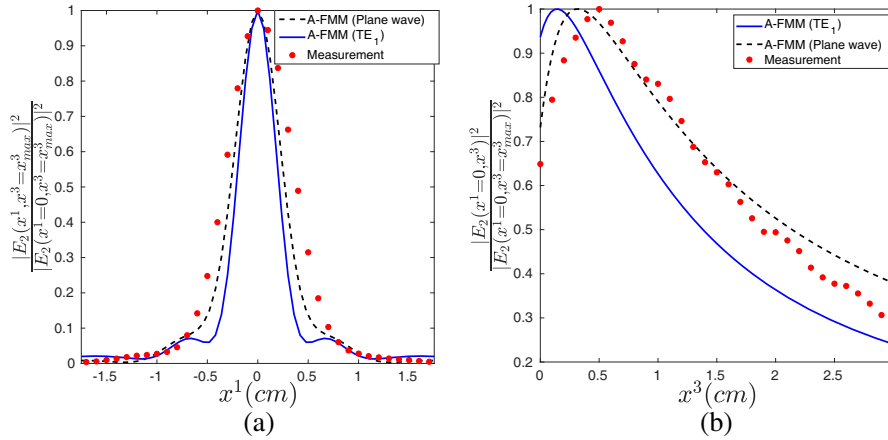 A-FMM (Plane wave)
A-FMM (TE1)
Measurement
|E2(x1,x3=x3max)|2
|E2(x1=0,x3=x3max)|2
1
0.9
0.8
0.7
0.6
0.5
0.4
0.3
0.2
0.1
0
-1.5 -1 -0.5 0 0.5 1 1.5
x1(cm)
(a)
A-FMM (TE1)
A-FMM (Plane wave)
Measurement
|E2(x1=0,x3)|2
|E2(x1=0,x3=x3max)|2
1
0.9
0.8
0.7
0.6
0.5
0.4
0.3
0.2
0 0.5 1 1.5 2 2.5
x3(cm)
(b)